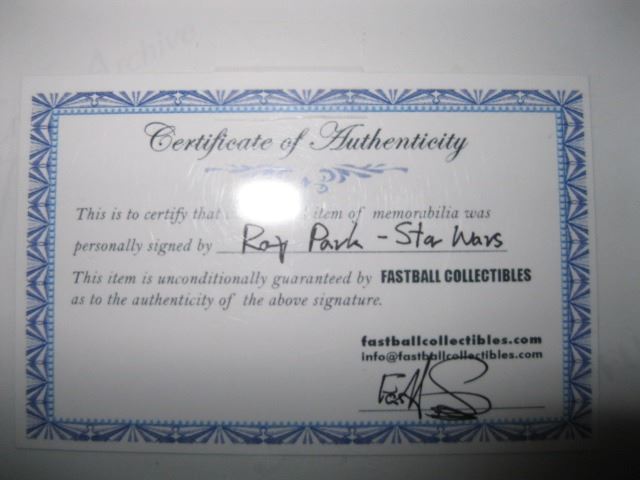 Archive
Certificate of Authenticity
This is to certify that item of memorabilia was
personally signed by Ray Park - Star Wars
This item is unconditionally guaranteed by FASTBALL COLLECTIBLES
as to the authenticity of the above signature.
fastballcollectibles.com
info@fastballcollectibles.com